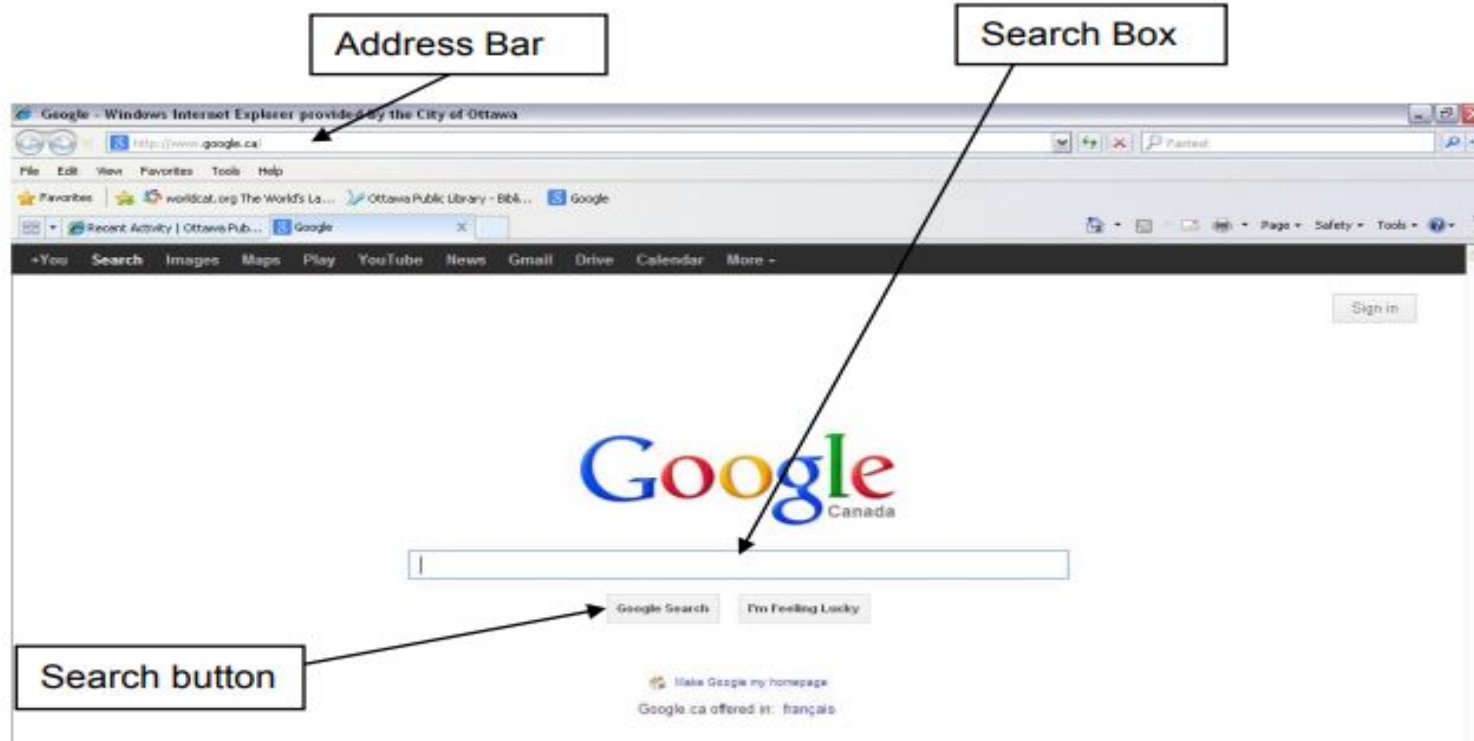 Address Bar
Search Box
Google - Windows Internet Explorer provided by the City of Ottawa
http://www.google.ca/
File Edit View Favorites Tools Help
Favorites worldcat.org The World's La... Ottawa Public Library - Bibli... Google
Recent Activity | Ottawa Pub... Google X
Page Safety Tools
+You Search Images Maps Play YouTube News Gmail Drive Calendar More
Sign in
Google
Canada
Google Search I'm Feeling Lucky
Search button
Make Google my homepage
Google.ca offered in: français